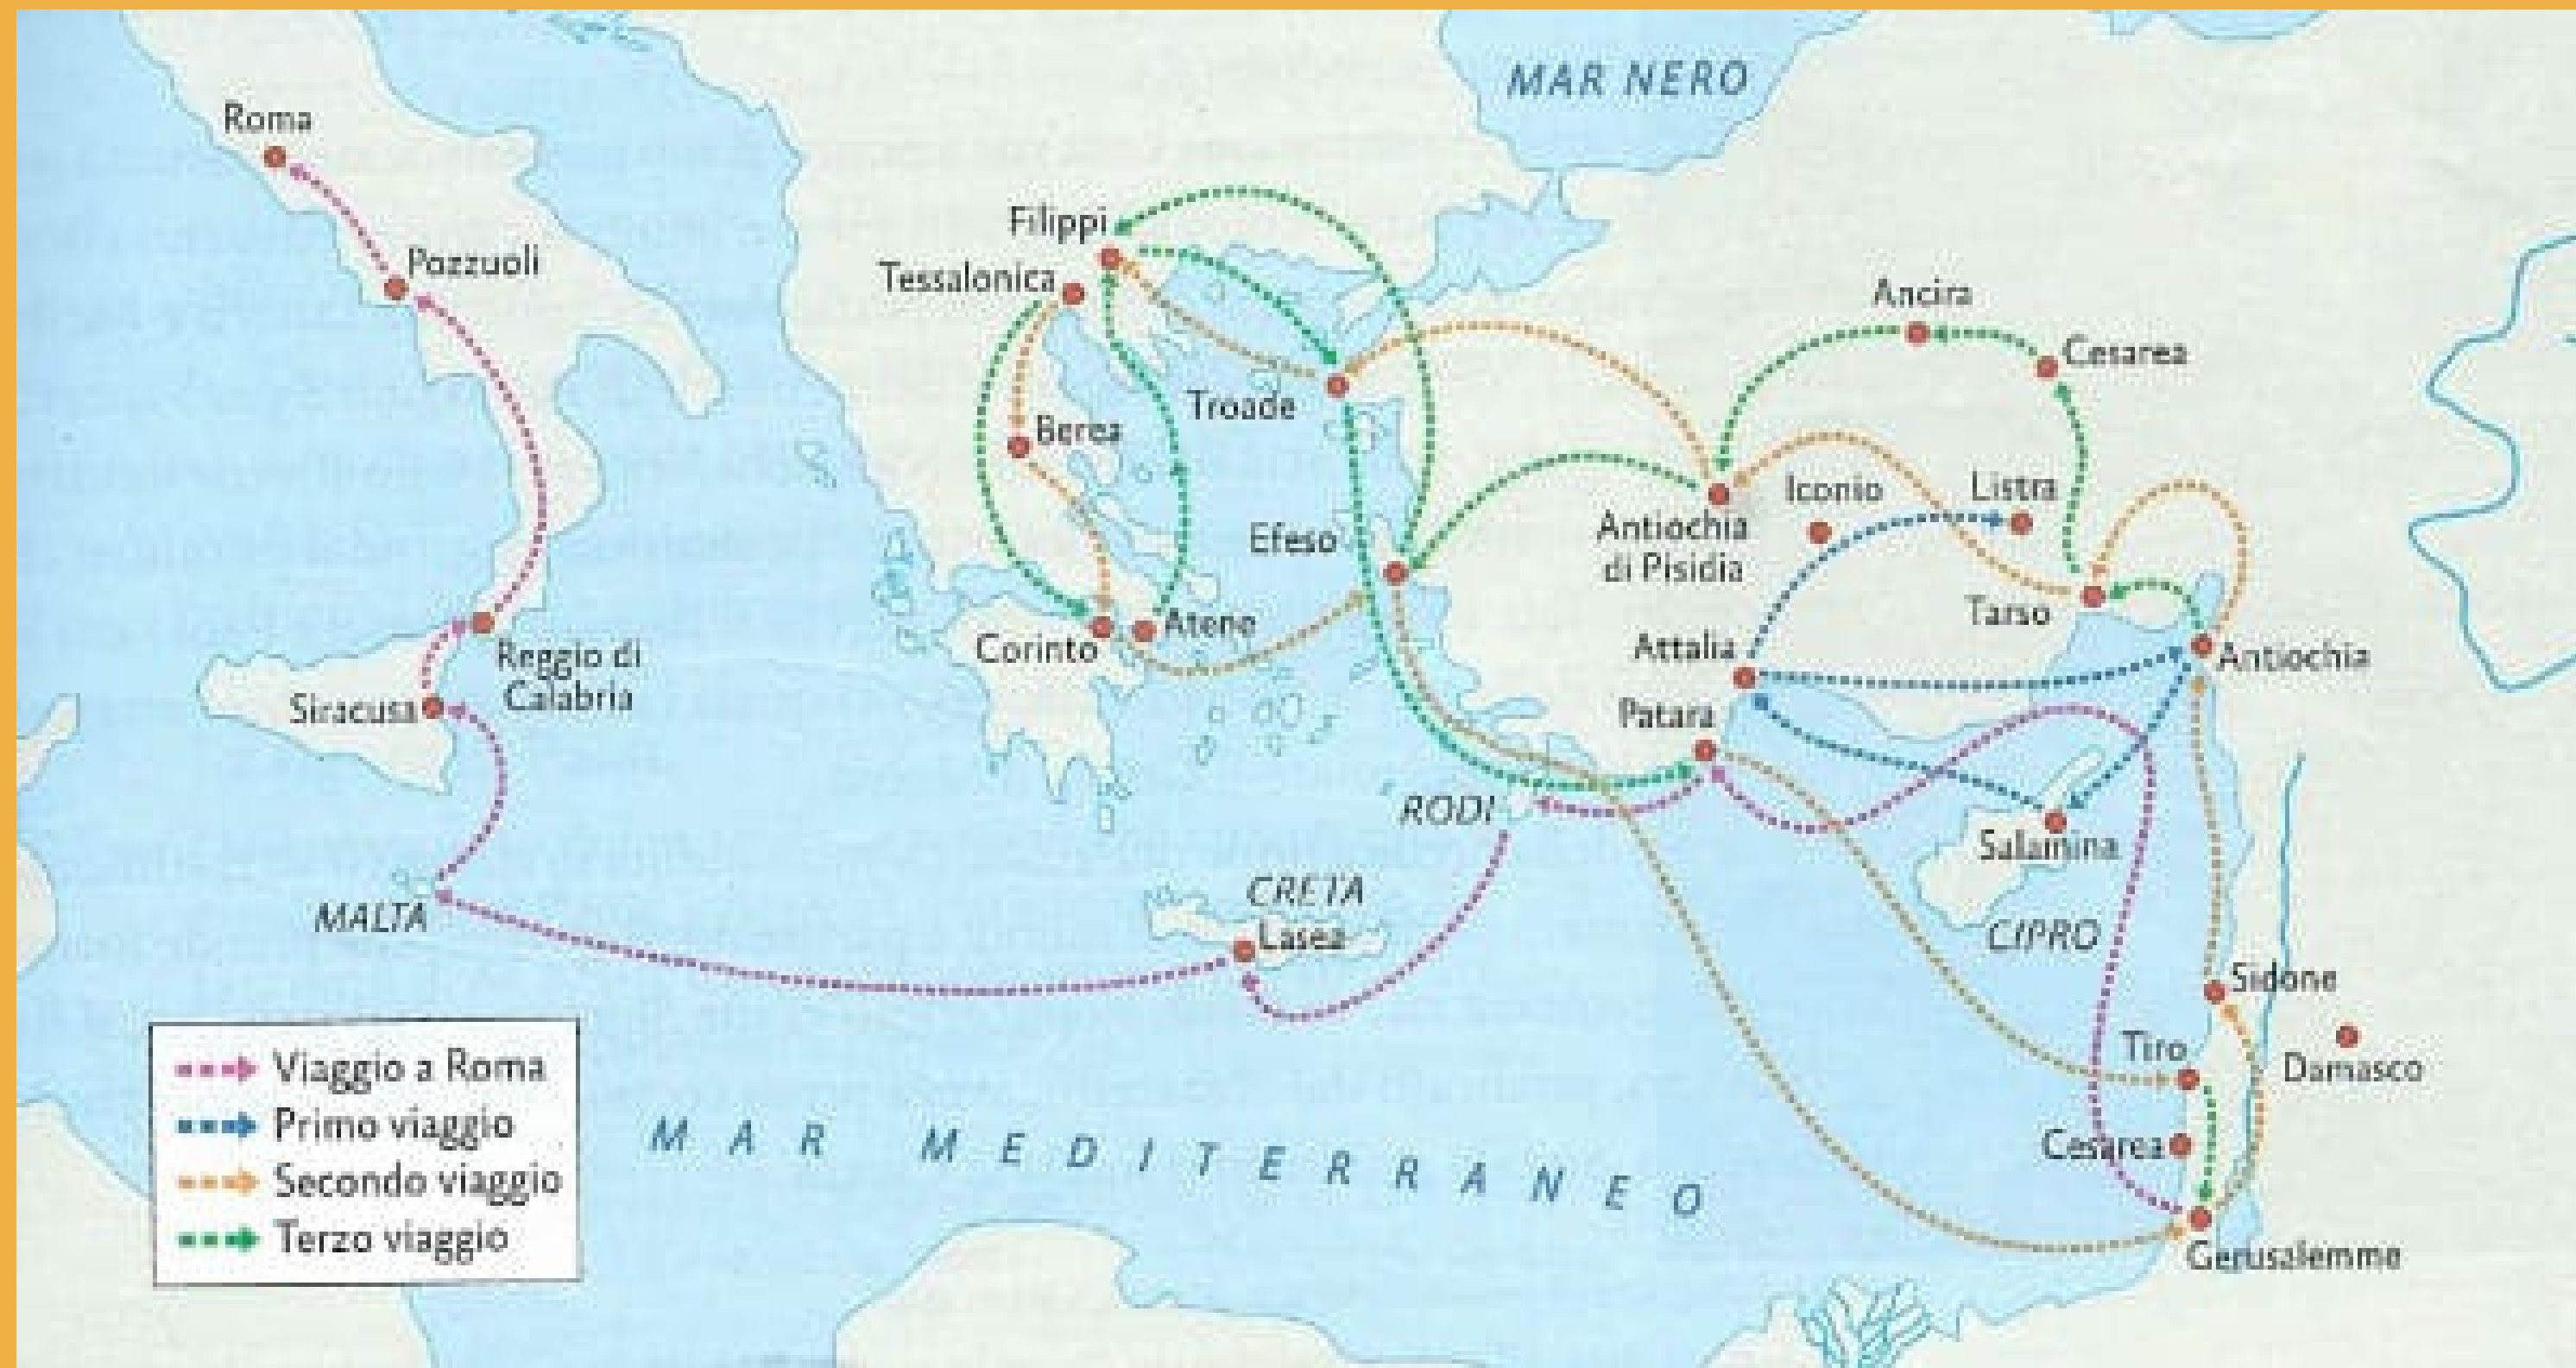 MAR NERO
Roma
Pozzuoli
Filippi
Tessalonica
Ancira
Cesarea
Troade
Berea
Iconio
Listra
Antiochia
di Pisidia
Efeso
Tarso
Corinto
Atene
Attalia
Antiochia
Reggio di
Calabria
Siracusa
Patara
RODI
Salamina
CRETA
MALTA
Lasea
CIPRO
Sidone
Tiro
Damasco
Cesarea
Gerusalemme
MAR MEDITERRANEO
Viaggio a Roma
Primo viaggio
Secondo viaggio
Terzo viaggio